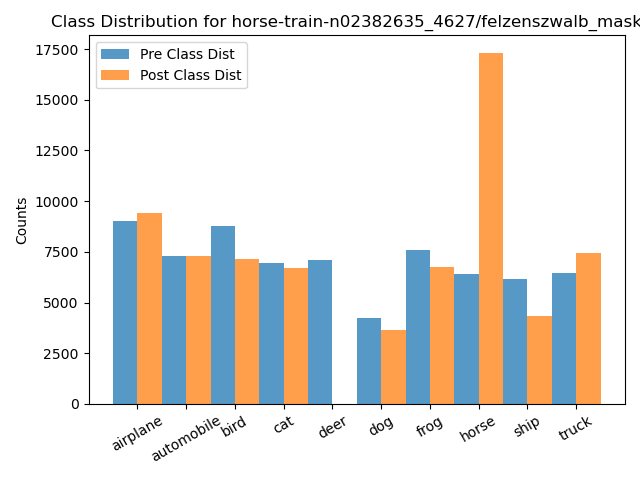 Class Distribution for horse-train-n02382635_4627/felzenszwalb_mask
Pre Class Dist
Post Class Dist
Counts
17500
15000
12500
10000
7500
5000
2500
0
airplane
automobile
bird
cat
deer
dog
frog
horse
ship
truck